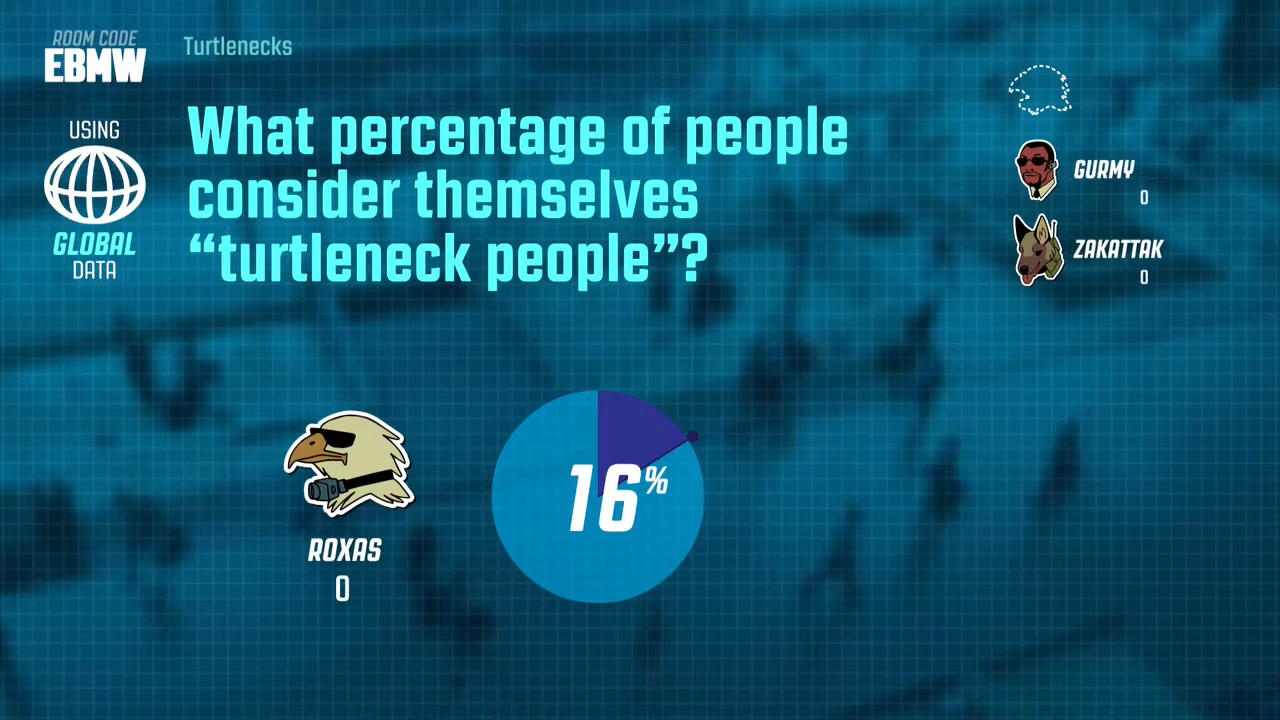 ROOM CODE
EBMW
Turtlenecks
USING
GLOBAL
DATA
What percentage of people
consider themselves
“turtleneck people”?
GURMY
0
ZAKATTAK
0
16%
ROXAS
0